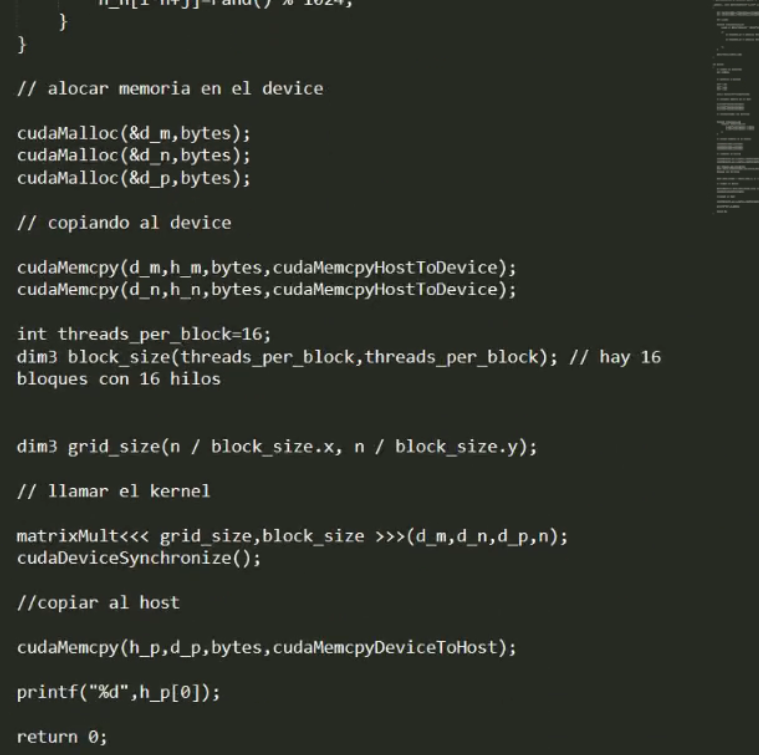 }
}
// alocar memoria en el device
cudaMalloc(&d_m,bytes);
cudaMalloc(&d_n,bytes);
cudaMalloc(&d_p,bytes);
// copiando al device
cudaMemcpy(d_m,h_m,bytes,cudaMemcpyHostToDevice);
cudaMemcpy(d_n,h_n,bytes,cudaMemcpyHostToDevice);
int threads_per_block=16;
dim3 block_size(threads_per_block,threads_per_block); // hay 16
bloques con 16 hilos
dim3 grid_size(n / block_size.x, n / block_size.y);
// llamar el kernel
matrixMult<<< grid_size,block_size >>>(d_m,d_n,d_p,n);
cudaDeviceSynchronize();
//copiar al host
cudaMemcpy(h_p,d_p,bytes,cudaMemcpyDeviceToHost);
printf("%d",h_p[0]);
return 0;